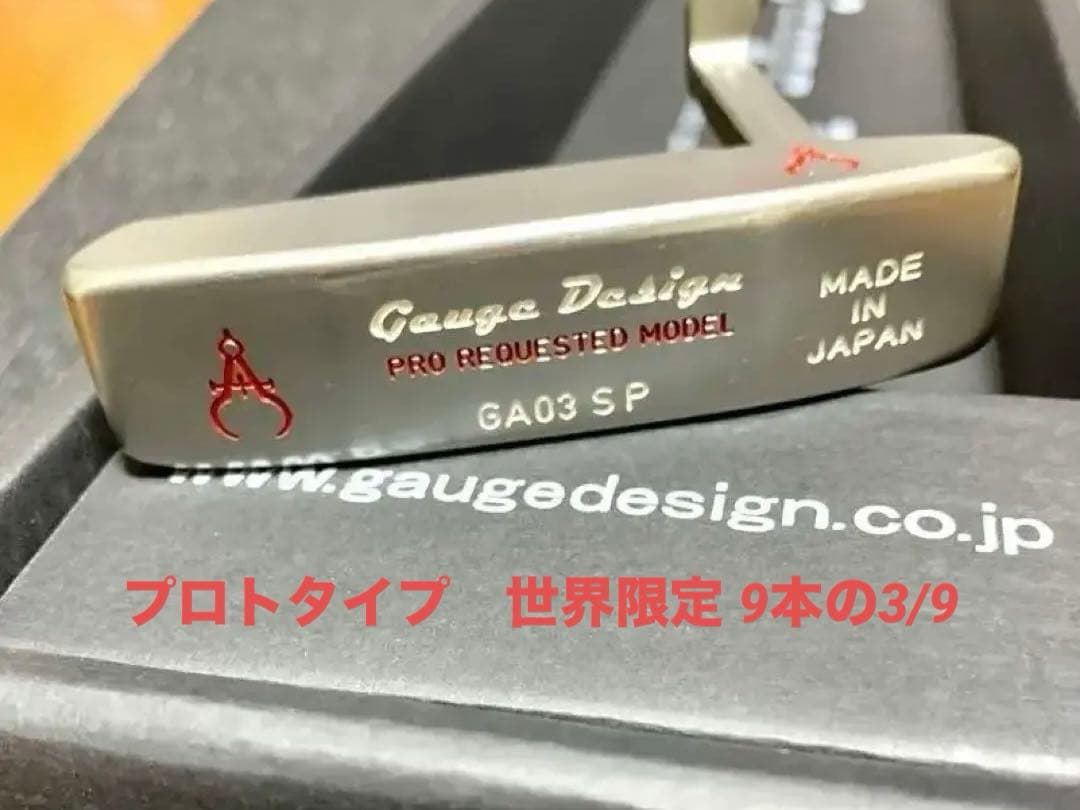 Gauge Design
PRO REQUESTED MODEL
GA03 SP
MADE
IN
JAPAN
www.gaugedesign.co.jp
プロトタイプ 世界限定 9本の3/9